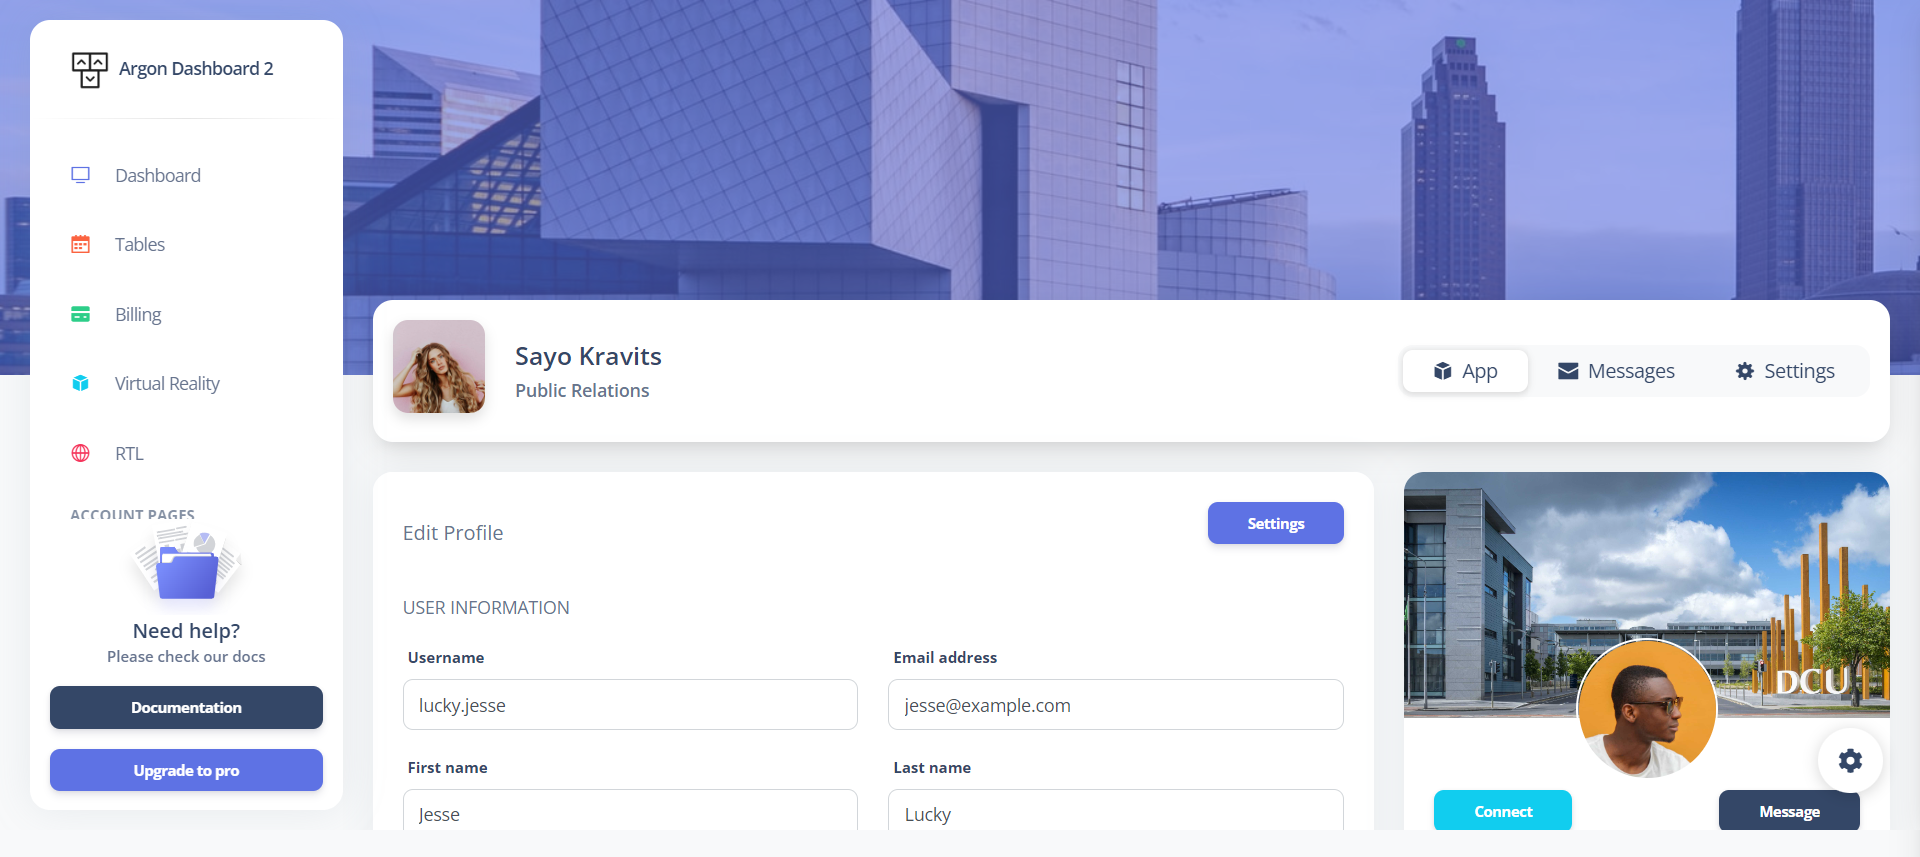 Argon Dashboard 2
Dashboard
Tables
Billing
Virtual Reality
RTL
ACCOUNT PAGES
Need help?
Please check our docs
Documentation
Upgrade to pro
Sayo Kravits
Public Relations
App
Messages
Settings
Edit Profile
Settings
USER INFORMATION
Username
Email address
lucky.jesse
jesse@example.com
First name
Last name
Jesse
Lucky
DCU
Connect
Message